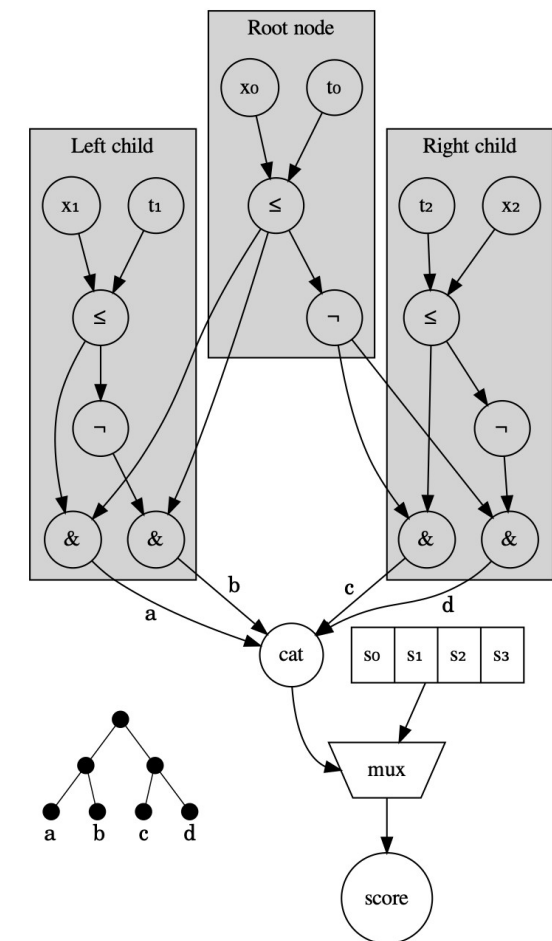 Root node
x₀ t₀
Left child
Right child
x₁ t₁
≤
t₂ x₂
≤
≤
¬
¬
¬
& &
& &
a
b
c
d
cat
s₀ s₁ s₂ s₃
mux
a b c d
score